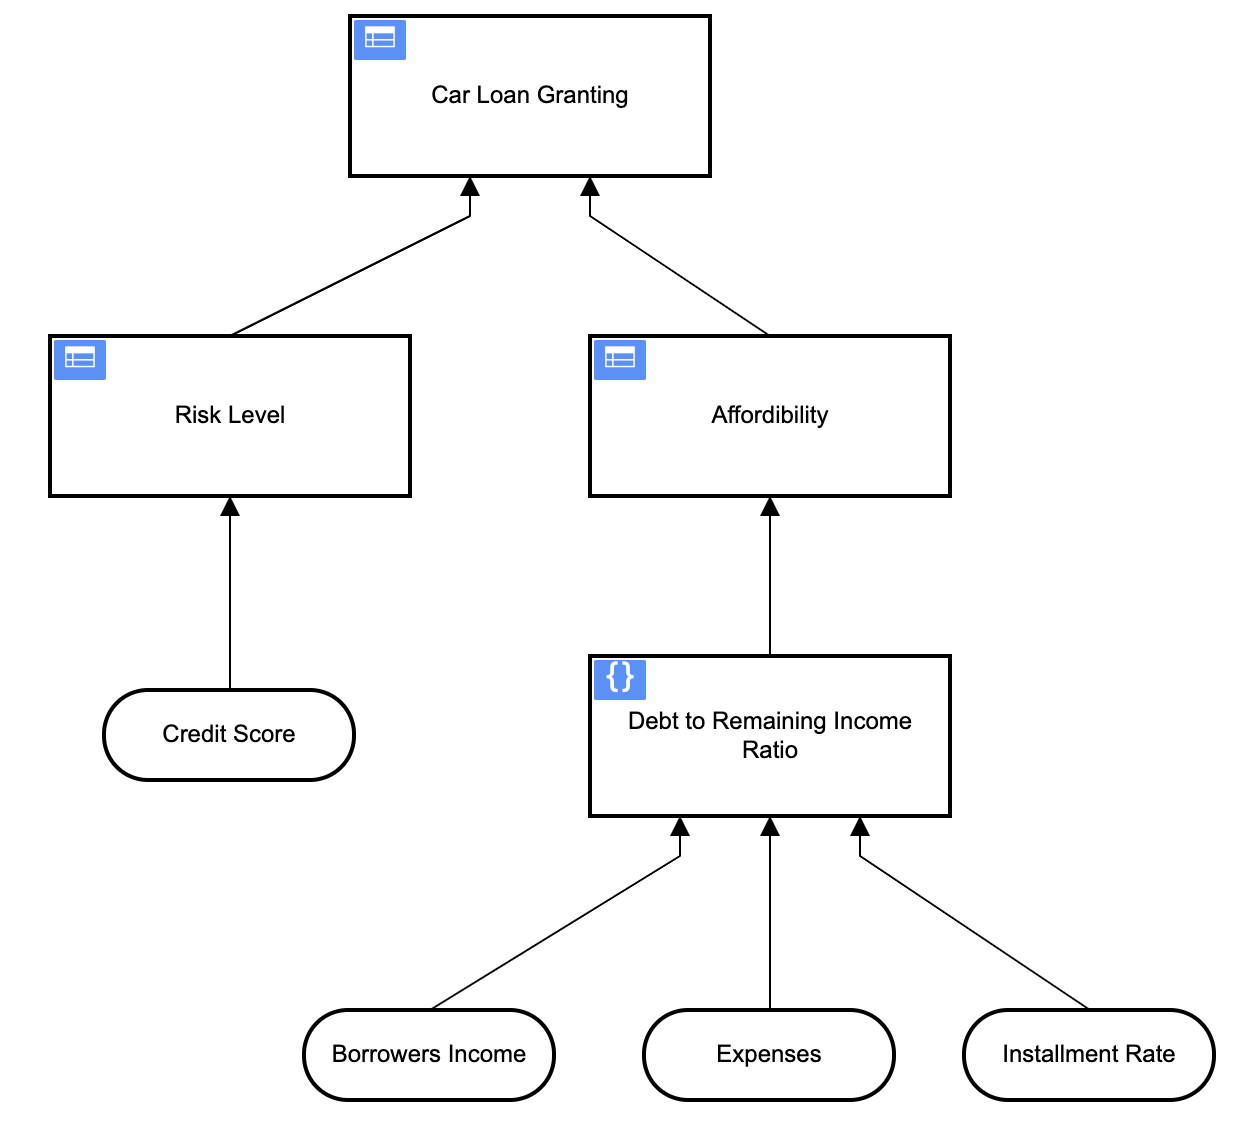 Car Loan Granting
Risk Level
Affordibility
{}
Debt to Remaining Income
Ratio
Credit Score
Borrowers Income
Expenses
Installment Rate